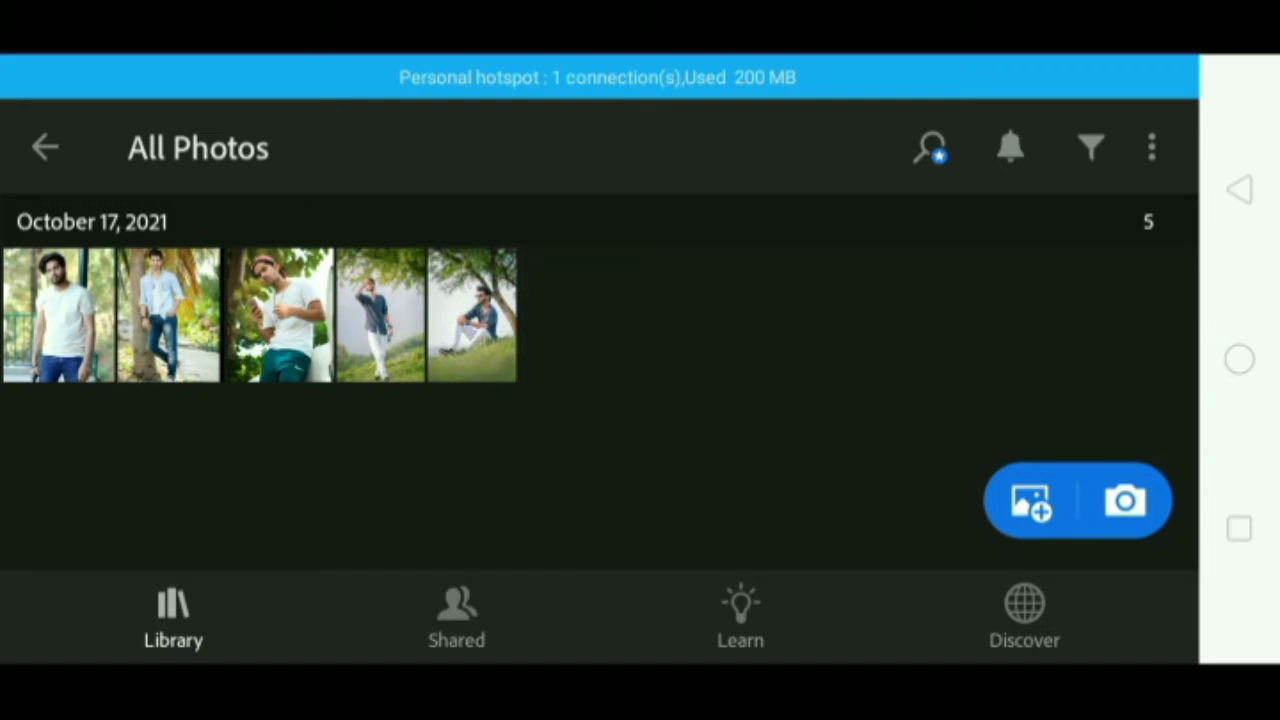 Personal hotspot : 1 connection(s),Used 200 MB
All Photos
October 17, 2021
5
Library
Shared
Learn
Discover